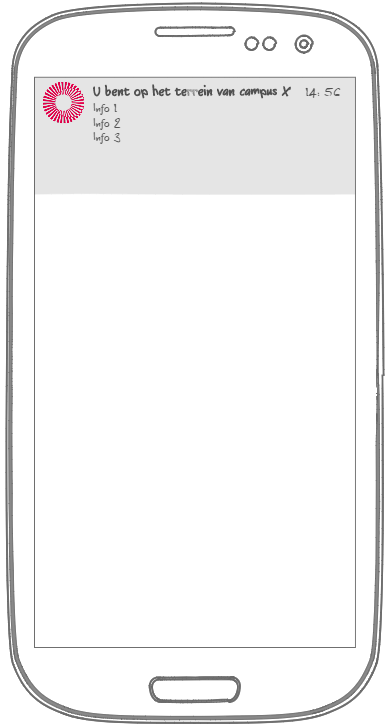 U bent op het terrein van campus X 14:56
Info 1
Info 2
Info 3